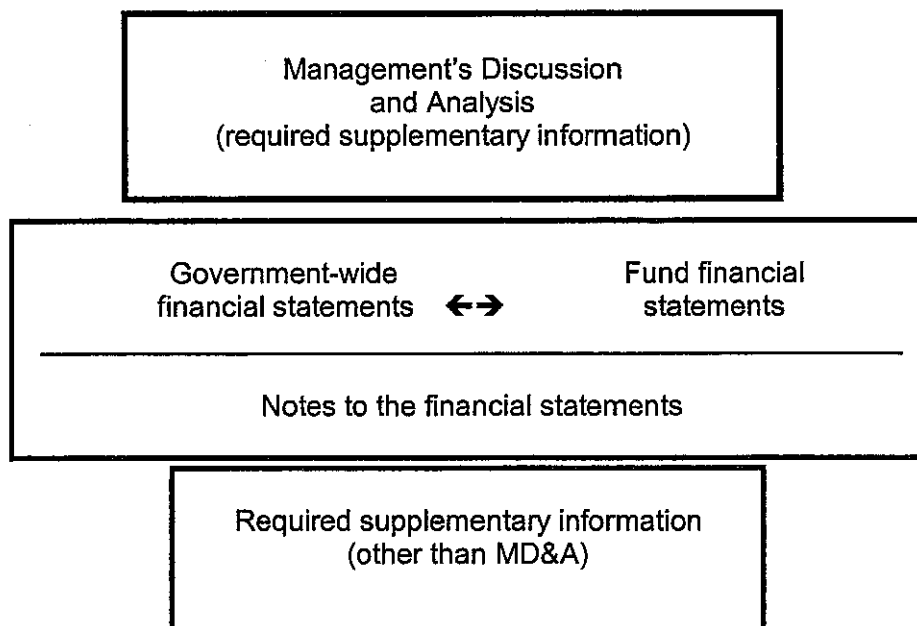 Management's Discussion
and Analysis
(required supplementary information)
Government-wide
financial statements
Fund financial
statements
Notes to the financial statements
Required supplementary information
(other than MD&A)